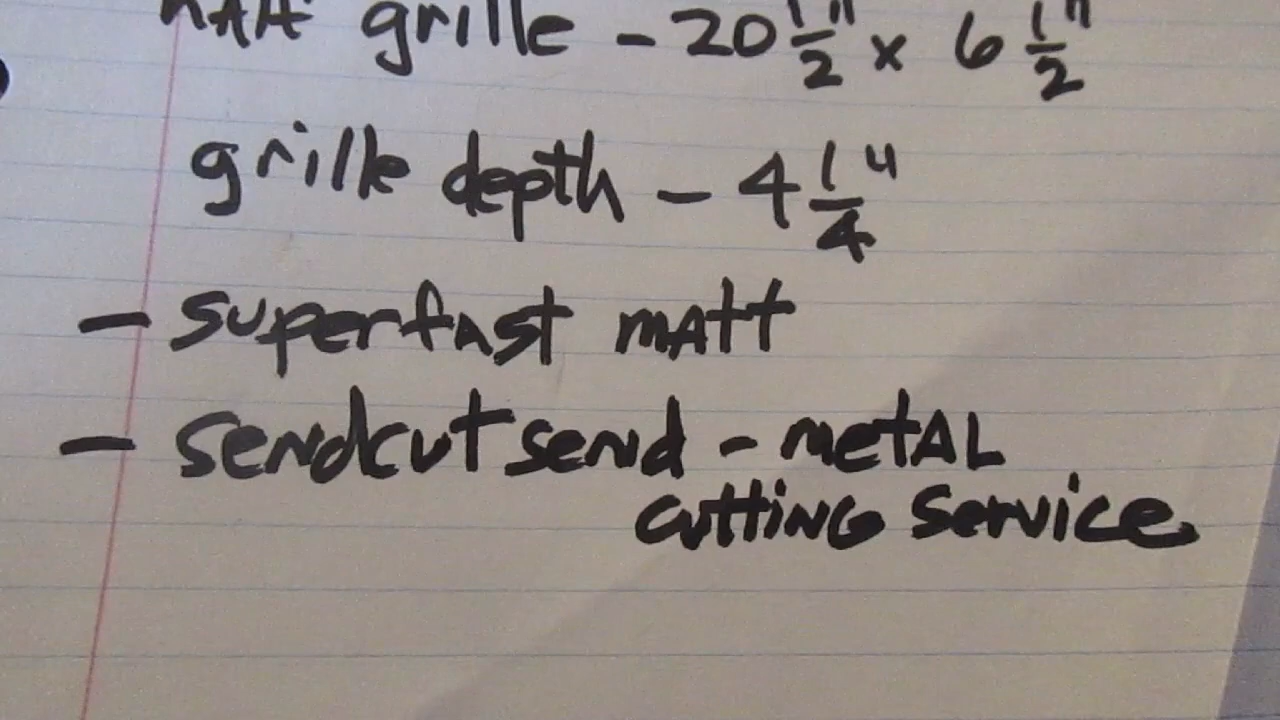 grille - 20 1/2" x 6 1/2"
grille depth - 4 1/4"
- superfast matt
- sendcutsend - metAL
cuttiNG service